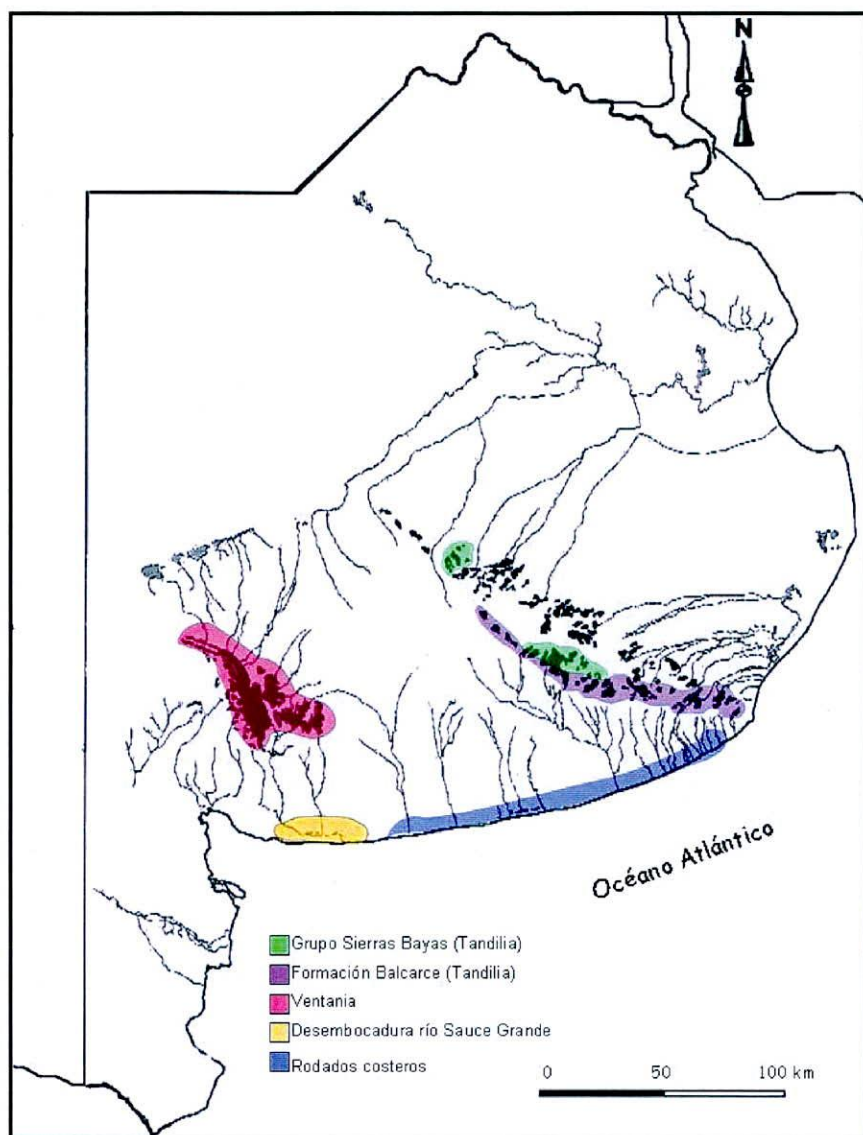 N
Océano Atlántico
Grupo Sierras Bayas (Tandilia)
Formación Balcarce (Tandilia)
Ventania
Desembocadura río Sauce Grande
Rodados costeros
0 50 100 km